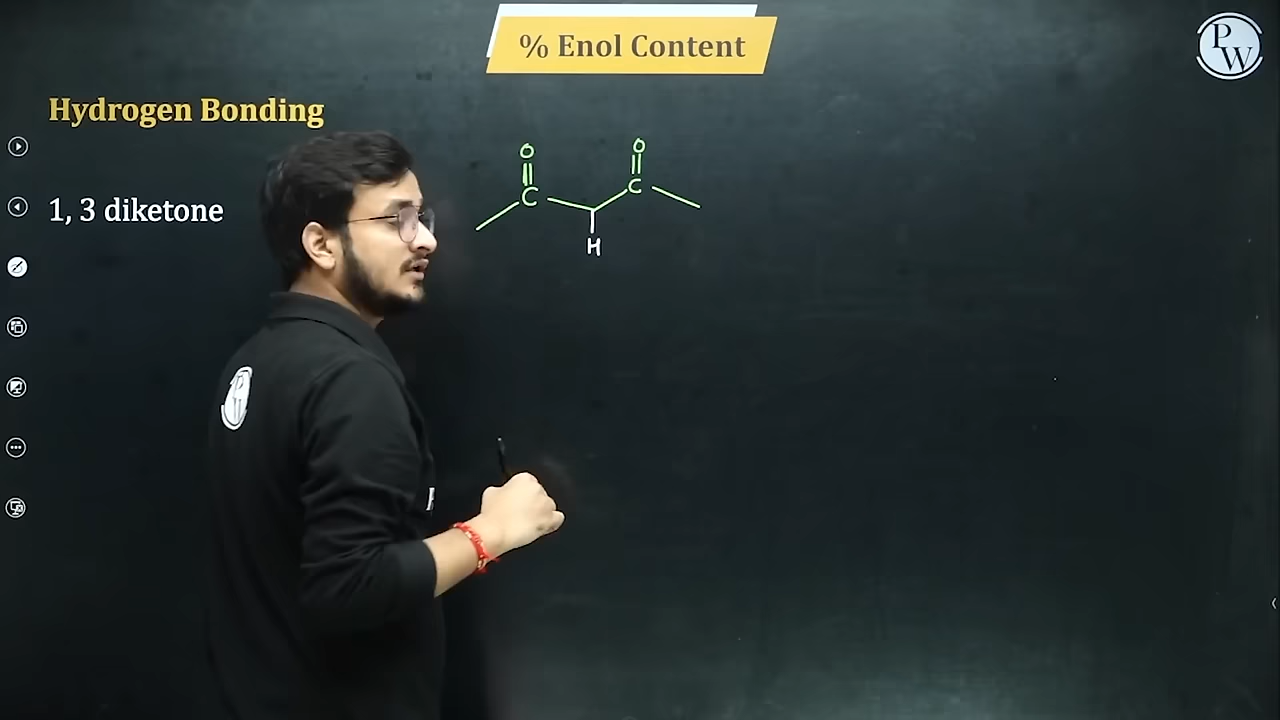 % Enol Content
PW
Hydrogen Bonding
O O
C C
1, 3 diketone
H